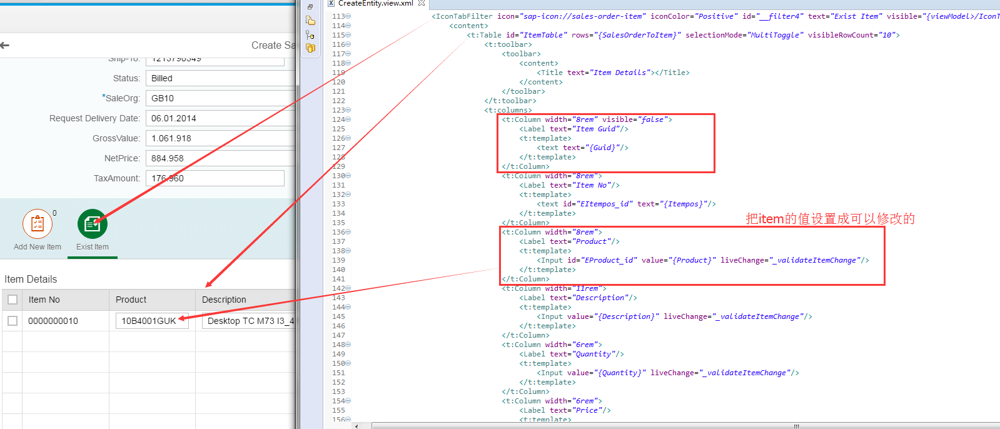 Create Sa
Ship-To:
1213790349
Status:
Billed
*SaleOrg:
GB10
Request Delivery Date:
06.01.2014
GrossValue:
1.061.918
NetPrice:
884.958
TaxAmount:
176.960
0
Add New Item
Exist Item
Item Details
Item No
Product
Description
0000000010
10B4001GUK
Desktop TC M73 I3_4
CreateEntity.view.xml
113 <IconTabFilter icon="sap-icon://sales-order-item" iconColor="Positive" id="__filter4" text="Exist Item" visible="{viewModel>/IconT
114 <content>
115 <t:Table id="ItemTable" rows="{SalesOrderToItem}" selectionMode="MultiToggle" visibleRowCount="10">
116 <t:toolbar>
117 <toolbar>
118 <content>
119 <Title text="Item Details"></Title>
120 </content>
121 </toolbar>
122 </t:toolbar>
123 <t:columns>
124 <t:Column width="8rem" visible="false">
125 <Label text="Item Guid"/>
126 <t:template>
127 <text text="{Guid}"/>
128 </t:template>
129 </t:Column>
130 <t:Column width="8rem">
131 <Label text="Item No"/>
132 <t:template>
133 <text id="EItempos_id" text="{Itempos}"/>
134 </t:template>
135 </t:Column>
把item的值设置成可以修改的
136 <t:Column width="8rem">
137 <Label text="Product"/>
138 <t:template>
139 <Input id="EProduct_id" value="{Product}" liveChange="_validateItemChange"/>
140 </t:template>
141 </t:Column>
142 <t:Column width="11rem">
143 <Label text="Description"/>
144 <t:template>
145 <Input value="{Description}" liveChange="_validateItemChange"/>
146 </t:template>
147 </t:Column>
148 <t:Column width="6rem">
149 <Label text="Quantity"/>
150 <t:template>
151 <Input value="{Quantity}" liveChange="_validateItemChange"/>
152 </t:template>
153 </t:Column>
154 <t:Column width="6rem">
155 <Label text="Price"/>
156 <t:template>